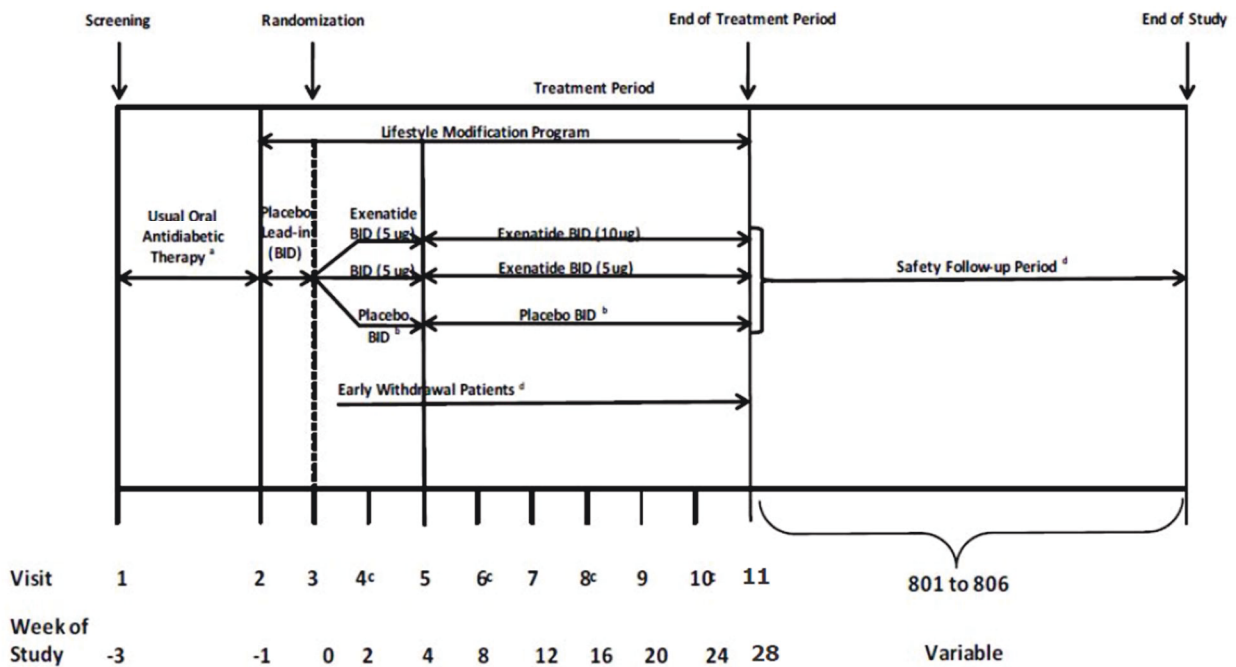 Screening
Randomization
End of Treatment Period
End of Study
Treatment Period
Lifestyle Modification Program
Usual Oral
Antidiabetic
Therapy a
Placebo
Lead-in
(BID)
Exenatide
BID (5 ug)
Exenatide BID (10ug)
BID (5 ug)
Exenatide BID (5ug)
Placebo
BID b
Placebo BID b
Safety Follow-up Period d
Early Withdrawal Patients d
Visit 1 2 3 4c 5 6c 7 8c 9 10c 11 801 to 806
Week of
Study -3 -1 0 2 4 8 12 16 20 24 28 Variable